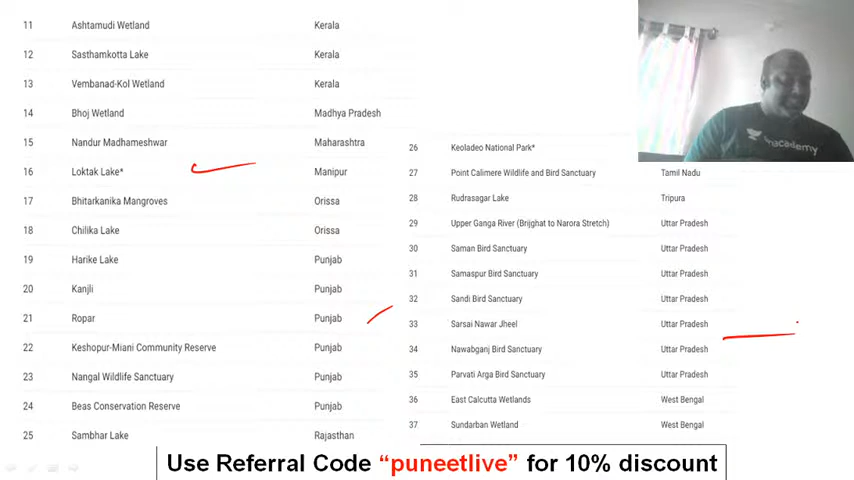 11 Ashtamudi Wetland Kerala
12 Sasthamkotta Lake Kerala
13 Vembanad-Kol Wetland Kerala
14 Bhoj Wetland Madhya Pradesh
15 Nandur Madhameshwar Maharashtra
16 Loktak Lake* Manipur
17 Bhitarkanika Mangroves Orissa
18 Chilika Lake Orissa
19 Harike Lake Punjab
20 Kanjli Punjab
21 Ropar Punjab
22 Keshopur-Miani Community Reserve Punjab
23 Nangal Wildlife Sanctuary Punjab
24 Beas Conservation Reserve Punjab
25 Sambhar Lake Rajasthan
26 Keoladeo National Park*
27 Point Calimere Wildlife and Bird Sanctuary Tamil Nadu
28 Rudrasagar Lake Tripura
29 Upper Ganga River (Brijghat to Narora Stretch) Uttar Pradesh
30 Saman Bird Sanctuary Uttar Pradesh
31 Samaspur Bird Sanctuary Uttar Pradesh
32 Sandi Bird Sanctuary Uttar Pradesh
33 Sarsai Nawar Jheel Uttar Pradesh
34 Nawabganj Bird Sanctuary Uttar Pradesh
35 Parvati Arga Bird Sanctuary Uttar Pradesh
36 East Calcutta Wetlands West Bengal
37 Sundarban Wetland West Bengal
Use Referral Code “puneetlive” for 10% discount